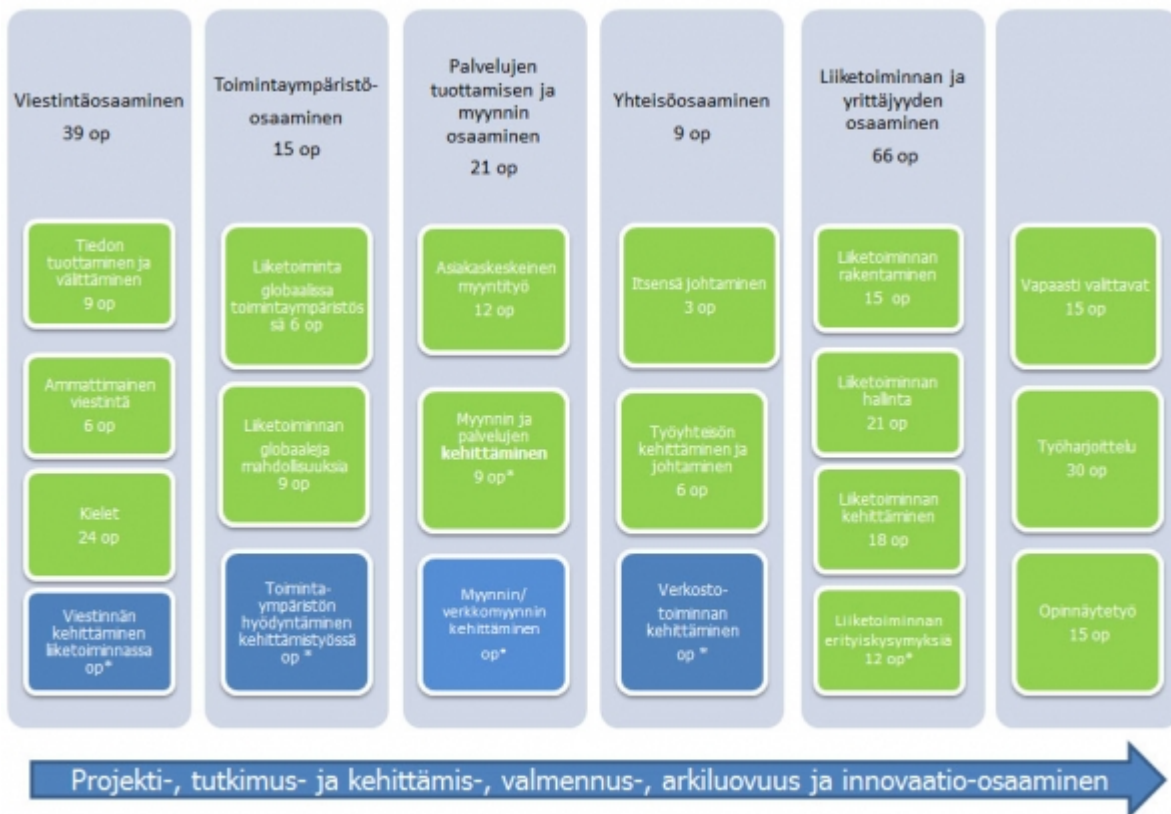 Viestintäosaaminen
39 op
Tiedon
tuottaminen ja
välittäminen
9 op
Ammattimainen
viestintä
6 op
Kielet
24 op
Viestinnän
kehittäminen
liiketoiminnassa
op*
Toimintaympäristö-
osaaminen
15 op
Liiketoiminta
globaalissa
toimintaympäristös
sä 6 op
Liiketoiminnan
globaaleja
mahdollisuuksia
9 op
Toiminta-
ympäristön
hyödyntäminen
kehittämistyössä
op *
Palvelujen
tuottamisen ja
myynnin
osaaminen
21 op
Asiakaskeskeinen
myyntityö
12 op
Myynnin ja
palvelujen
kehittäminen
9 op*
Myynnin/
verkkomyynnin
kehittäminen
op*
Yhteisöosaaminen
9 op
Itsensä johtaminen
3 op
Työyhteisön
kehittäminen ja
johtaminen
6 op
Verkosto-
toiminnan
kehittäminen
op *
Liiketoiminnan ja
yrittäjyyden
osaaminen
66 op
Liiketoiminnan
rakentaminen
15 op
Liiketoiminnan
hallinta
21 op
Liiketoiminnan
kehittäminen
18 op
Liiketoiminnan
erityiskysymyksiä
12 op*
Vapaasti valittavat
15 op
Työharjoittelu
30 op
Opinnäytetyö
15 op
Projekti-, tutkimus- ja kehittämis-, valmennus-, arkiluovuus ja innovaatio-osaaminen